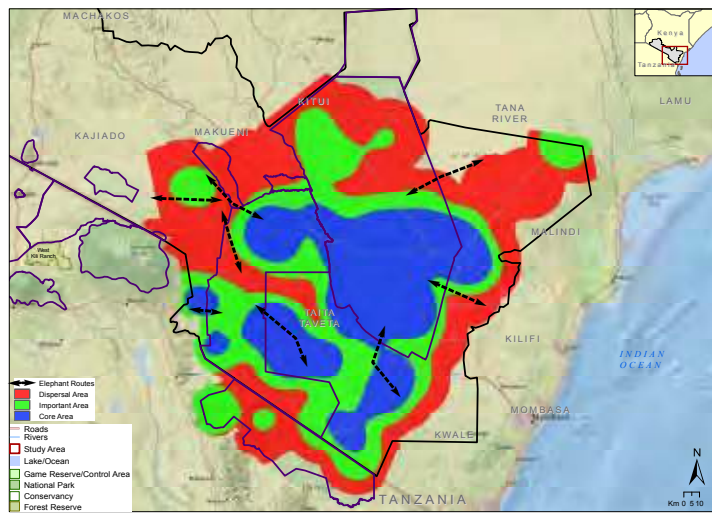 MACHAKOS
Kenya
Tanzania
KITUI
TANA
RIVER
LAMU
KAJIADO
MAKUENI
MALINDI
West
Kili Ranch
TAITA
TAVETA
KILIFI
INDIAN
OCEAN
MOMBASA
KWALE
TANZANIA
Elephant Routes
Dispersal Area
Important Area
Core Area
Roads
Rivers
Study Area
Lake/Ocean
Game Reserve/Control Area
National Park
Conservancy
Forest Reserve
N
Km 0 5 10